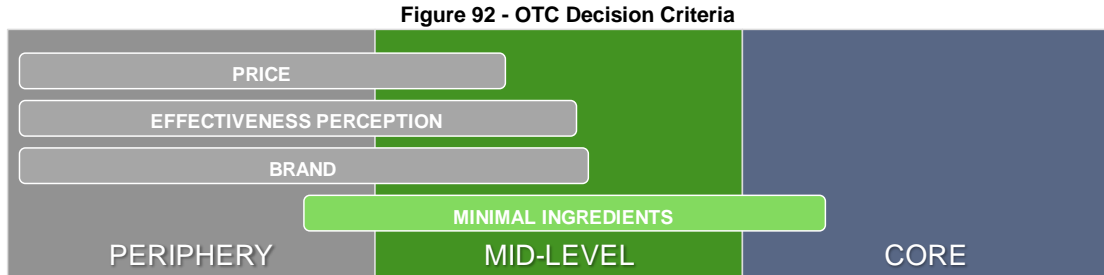 Figure 92 - OTC Decision Criteria
PRICE
EFFECTIVENESS PERCEPTION
BRAND
MINIMAL INGREDIENTS
PERIPHERY MID-LEVEL CORE